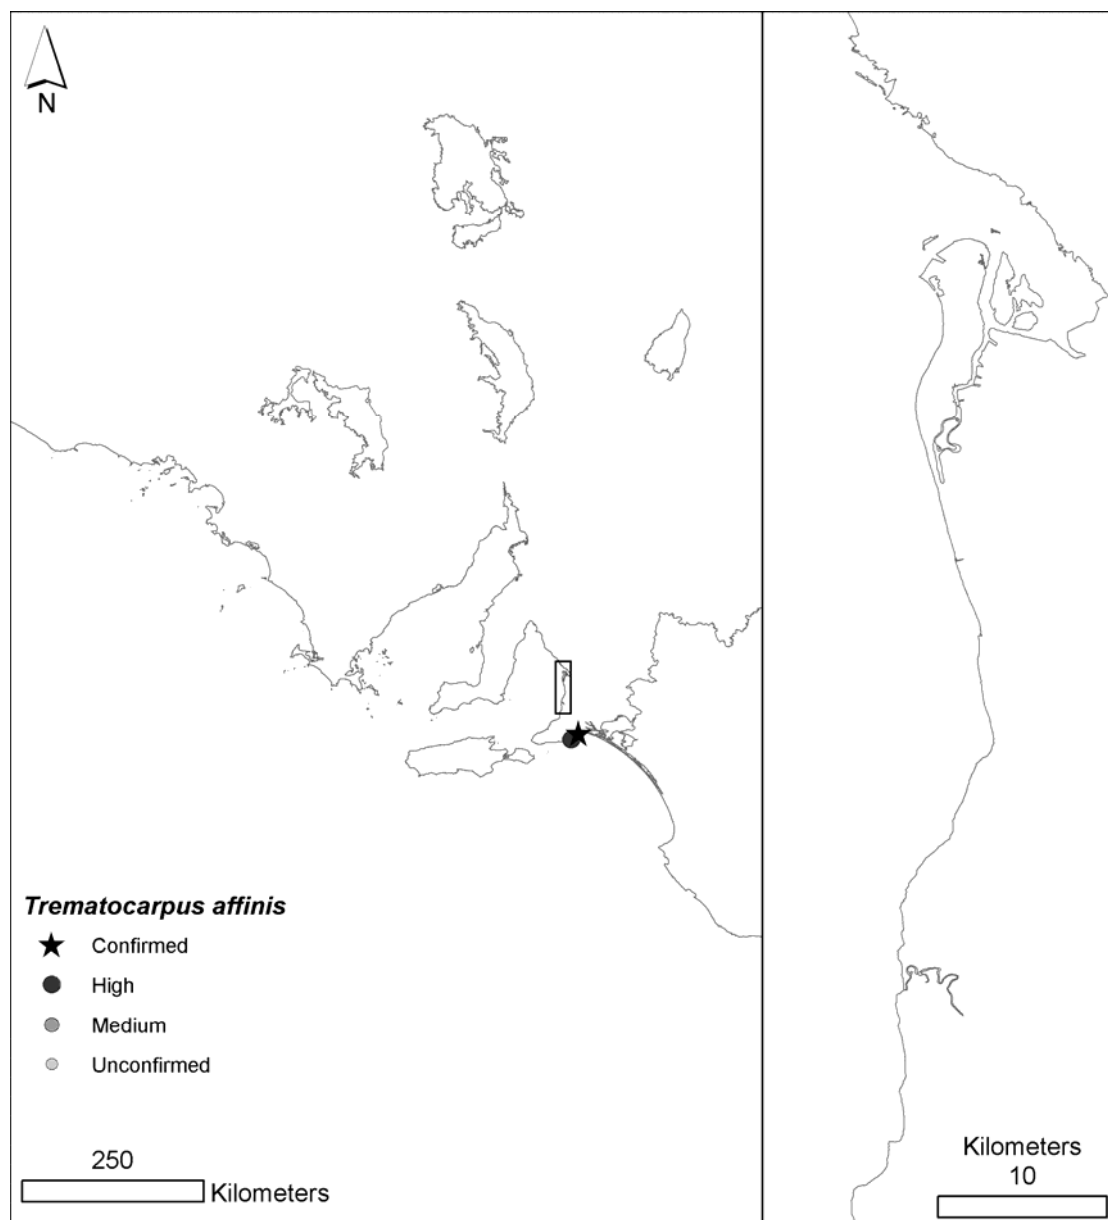 N
Trematocarpus affinis
Confirmed
High
Medium
Unconfirmed
250
Kilometers
Kilometers
10